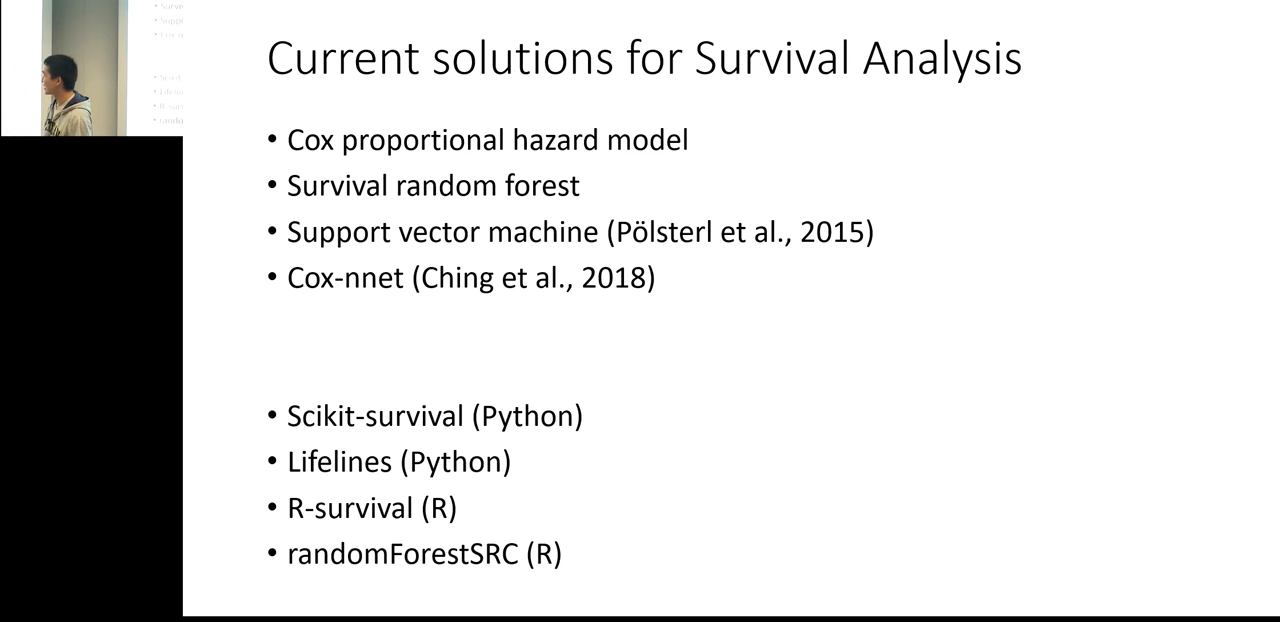 Current solutions for Survival Analysis
• Cox proportional hazard model
• Survival random forest
• Support vector machine (Pölsterl et al., 2015)
• Cox-nnet (Ching et al., 2018)
• Scikit-survival (Python)
• Lifelines (Python)
• R-survival (R)
• randomForestSRC (R)